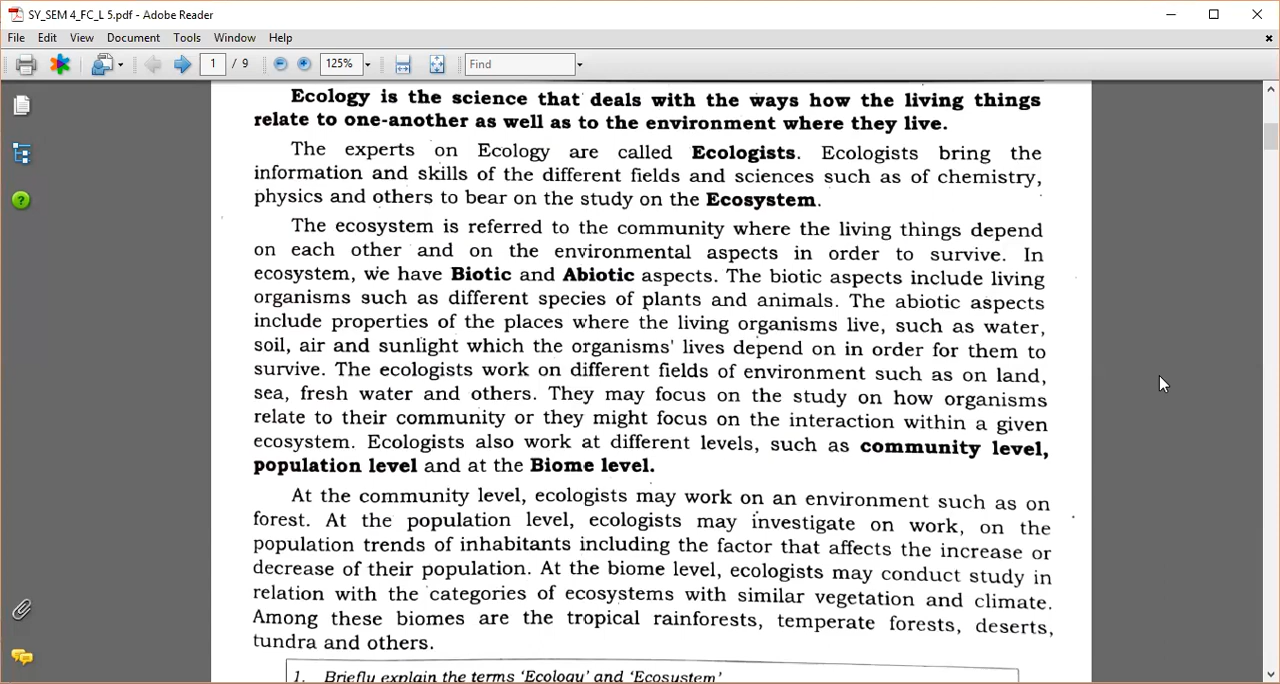 SY_SEM 4_FC_L 5.pdf - Adobe Reader
File Edit View Document Tools Window Help
1 / 9 125% Find
Ecology is the science that deals with the ways how the living things
relate to one-another as well as to the environment where they live.
The experts on Ecology are called Ecologists. Ecologists bring the
information and skills of the different fields and sciences such as of chemistry,
physics and others to bear on the study on the Ecosystem.
The ecosystem is referred to the community where the living things depend
on each other and on the environmental aspects in order to survive. In
ecosystem, we have Biotic and Abiotic aspects. The biotic aspects include living
organisms such as different species of plants and animals. The abiotic aspects
include properties of the places where the living organisms live, such as water,
soil, air and sunlight which the organisms' lives depend on in order for them to
survive. The ecologists work on different fields of environment such as on land,
sea, fresh water and others. They may focus on the study on how organisms
relate to their community or they might focus on the interaction within a given
ecosystem. Ecologists also work at different levels, such as community level,
population level and at the Biome level.
At the community level, ecologists may work on an environment such as on
forest. At the population level, ecologists may investigate on work, on the
population trends of inhabitants including the factor that affects the increase or
decrease of their population. At the biome level, ecologists may conduct study in
relation with the categories of ecosystems with similar vegetation and climate.
Among these biomes are the tropical rainforests, temperate forests, deserts,
tundra and others.
1. Briefly explain the terms 'Ecology' and 'Ecosystem'